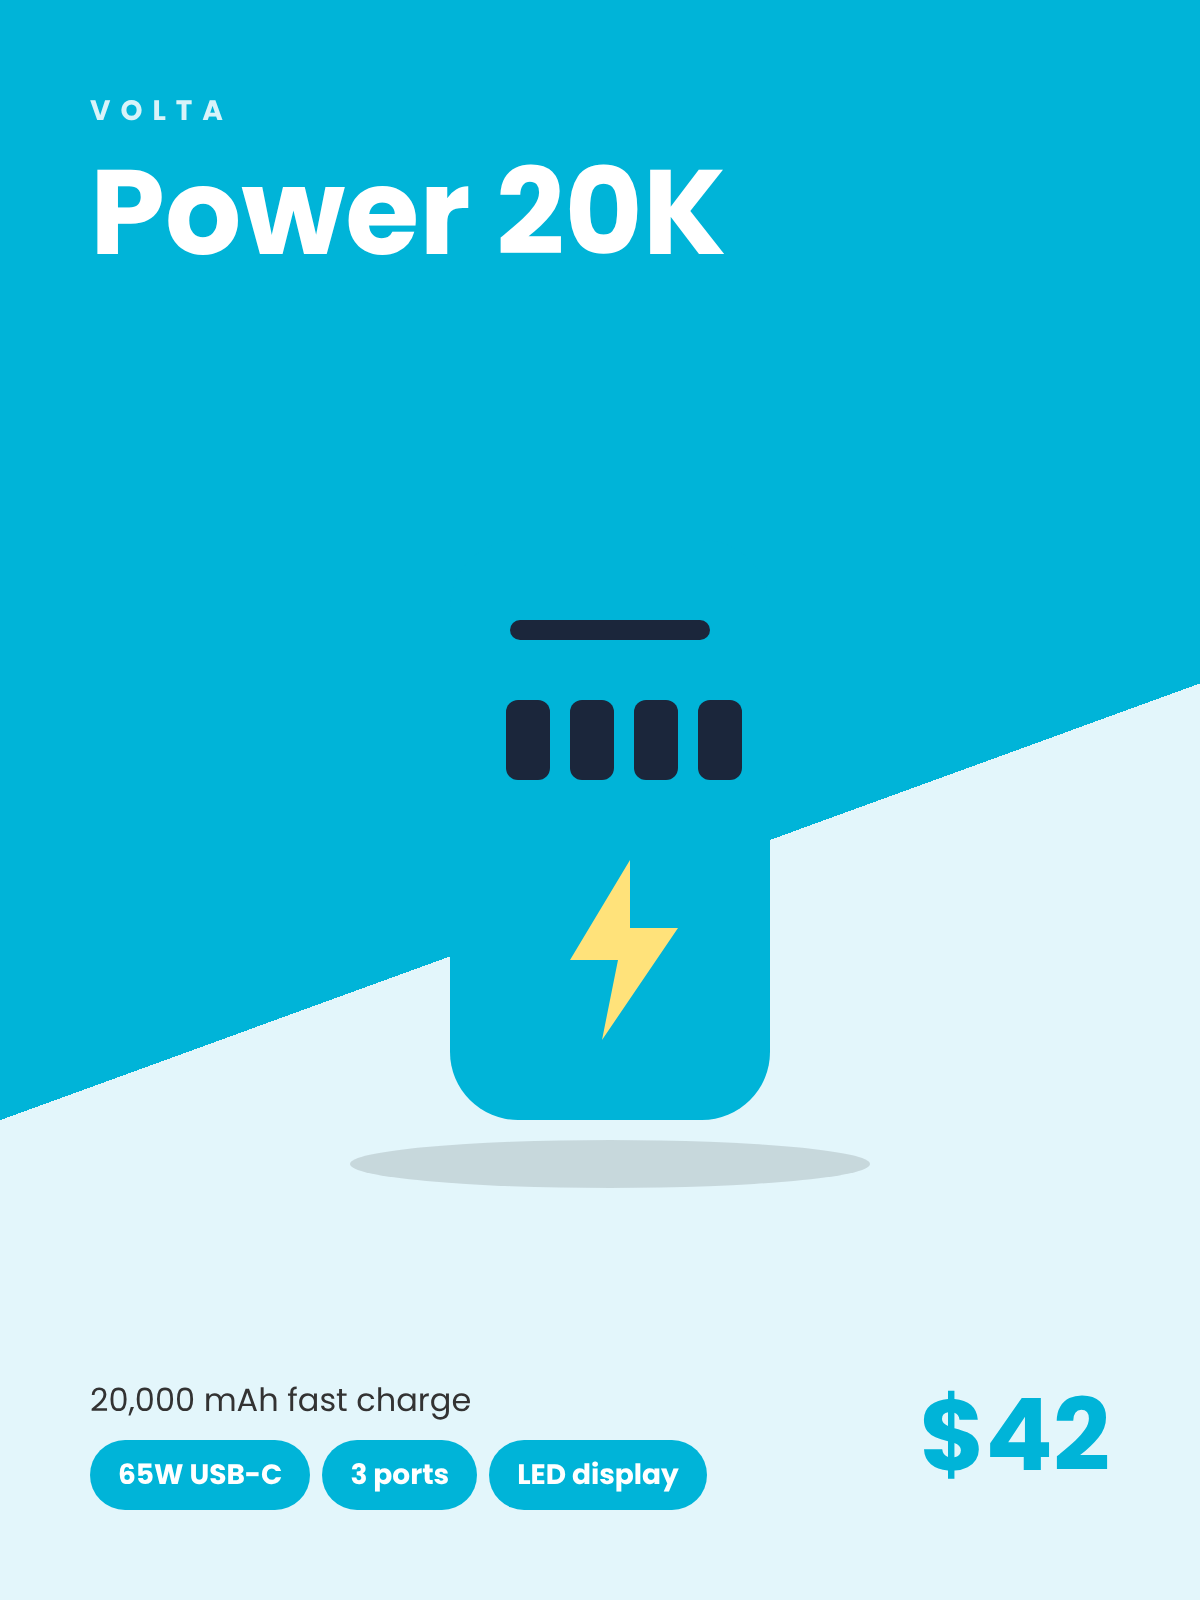 VOLTA
Power 20K
20,000 mAh fast charge
65W USB-C
3 ports
LED display
$42